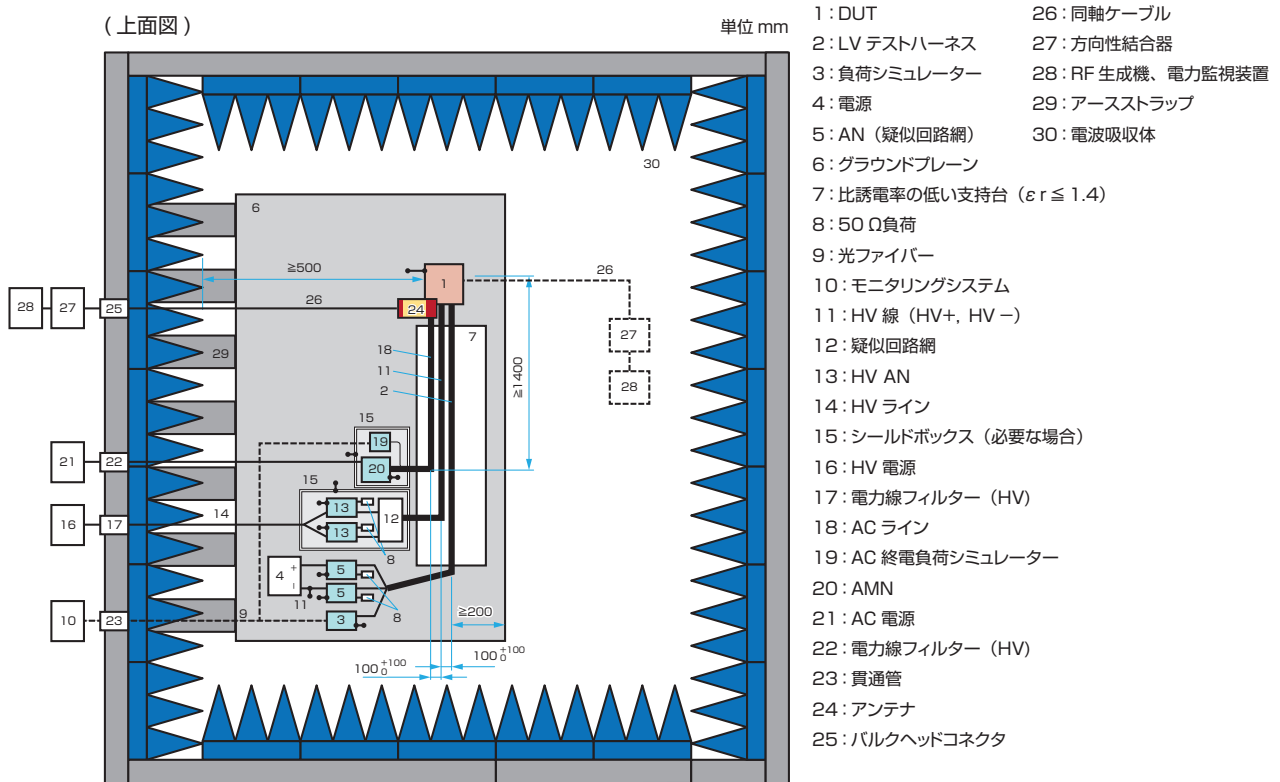 (上面図)
単位 mm
30
6
≧500
1
26
26
28
27
25
24
27
7
29
18
≧1400
28
11
2
15
19
21
22
20
15
14
13
12
16
17
13
8
5
4
+
−
5
11
8
≧200
9
3
10
23
100 +100 0
100 +100 0
1：DUT
2：LV テストハーネス
3：負荷シミュレーター
4：電源
5：AN（疑似回路網）
6：グラウンドプレーン
7：比誘電率の低い支持台（ε r ≦ 1.4）
8：50 Ω負荷
9：光ファイバー
10：モニタリングシステム
11：HV 線（HV+, HV −）
12：疑似回路網
13：HV AN
14：HV ライン
15：シールドボックス（必要な場合）
16：HV 電源
17：電力線フィルター（HV)
18：AC ライン
19：AC 終電負荷シミュレーター
20：AMN
21：AC 電源
22：電力線フィルター（HV)
23：貫通管
24：アンテナ
25：バルクヘッドコネクタ
26：同軸ケーブル
27：方向性結合器
28：RF 生成機、電力監視装置
29：アースストラップ
30：電波吸収体